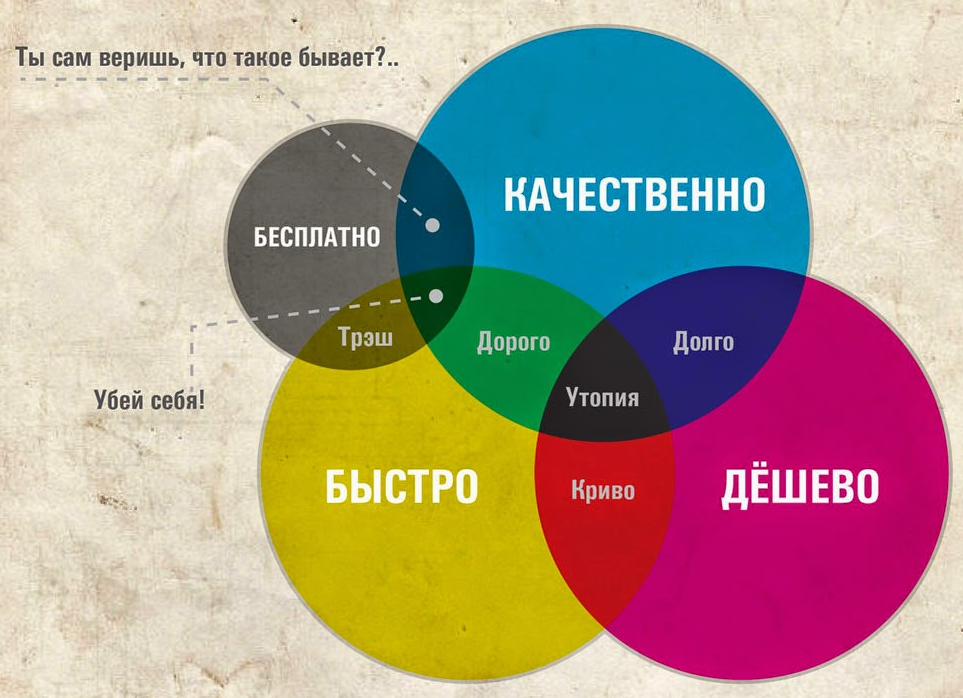 Ты сам веришь, что такое бывает?..
КАЧЕСТВЕННО
БЕСПЛАТНО
Трэш
Дорого
Долго
Утопия
Убей себя!
БЫСТРО
Криво
ДЁШЕВО